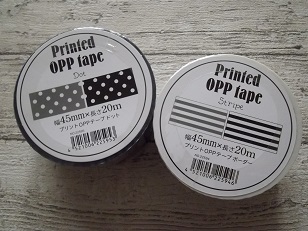 Printed
OPP tape
Dot
幅45mm×長さ20m
プリントOPPテープ ドット
4521006225953
Printed
OPP tape
Stripe
幅45mm×長さ20m
プリントOPPテープ ボーダー
4521006225946